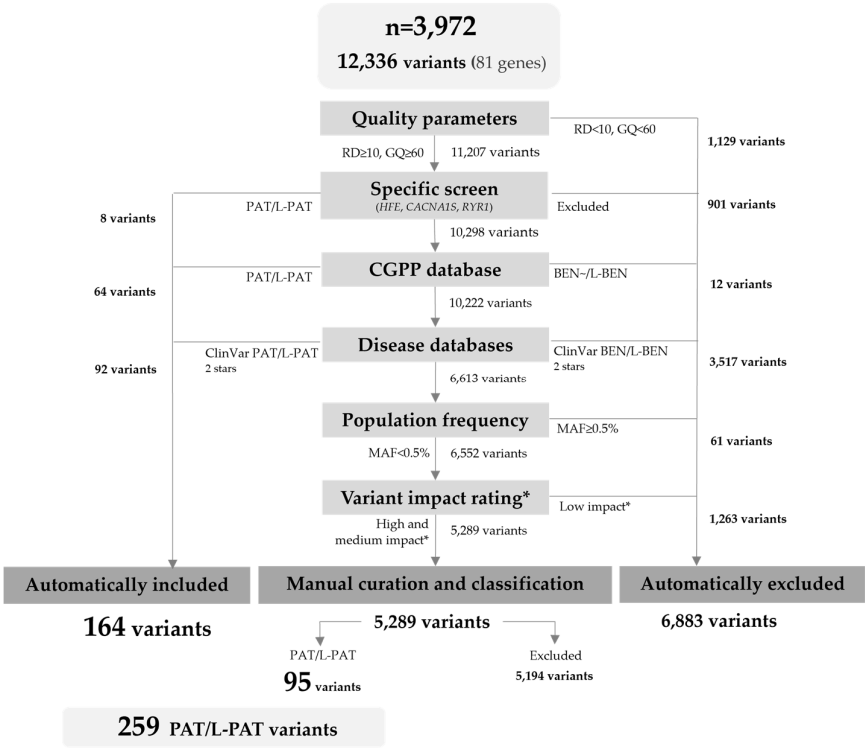 n=3,972
12,336 variants (81 genes)
Quality parameters
RD<10, GQ<60
1,129 variants
RD≥10, GQ≥60
11,207 variants
Specific screen
(HFE, CACNA1S, RYR1)
PAT/L-PAT
Excluded
8 variants
901 variants
10,298 variants
CGPP database
PAT/L-PAT
BEN~/L-BEN
64 variants
12 variants
10,222 variants
Disease databases
ClinVar PAT/L-PAT
2 stars
ClinVar BEN/L-BEN
2 stars
92 variants
3,517 variants
6,613 variants
Population frequency
MAF≥0.5%
61 variants
MAF<0.5%
6,552 variants
Variant impact rating*
Low impact*
1,263 variants
High and
medium impact*
5,289 variants
Automatically included
Manual curation and classification
Automatically excluded
164 variants
5,289 variants
6,883 variants
PAT/L-PAT
95 variants
Excluded
5,194 variants
259 PAT/L-PAT variants